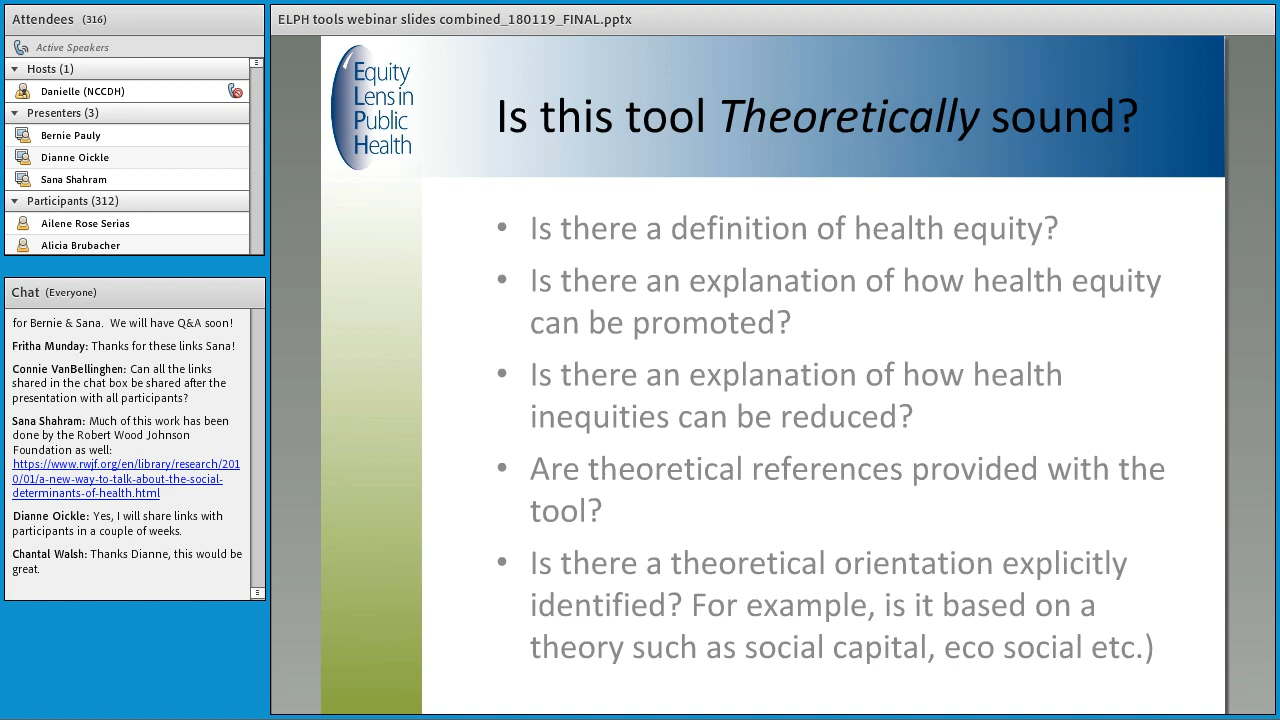 Attendees (316)
Active Speakers
Hosts (1)
Danielle (NCCDH)
Presenters (3)
Bernie Pauly
Dianne Oickle
Sana Shahram
Participants (312)
Ailene Rose Serias
Alicia Brubacher
Chat (Everyone)
for Bernie & Sana.  We will have Q&A soon!
Fritha Munday: Thanks for these links Sana!
Connie VanBellinghen: Can all the links
shared in the chat box be shared after the
presentation with all participants?
Sana Shahram: Much of this work has been
done by the Robert Wood Johnson
Foundation as well:
https://www.rwjf.org/en/library/research/201
0/01/a-new-way-to-talk-about-the-social-
determinants-of-health.html
Dianne Oickle: Yes, I will share links with
participants in a couple of weeks.
Chantal Walsh: Thanks Dianne, this would be
great.
ELPH tools webinar slides combined_180119_FINAL.pptx
Equity
Lens in
Public
Health
Is this tool Theoretically sound?
• Is there a definition of health equity?
• Is there an explanation of how health equity
can be promoted?
• Is there an explanation of how health
inequities can be reduced?
• Are theoretical references provided with the
tool?
• Is there a theoretical orientation explicitly
identified? For example, is it based on a
theory such as social capital, eco social etc.)